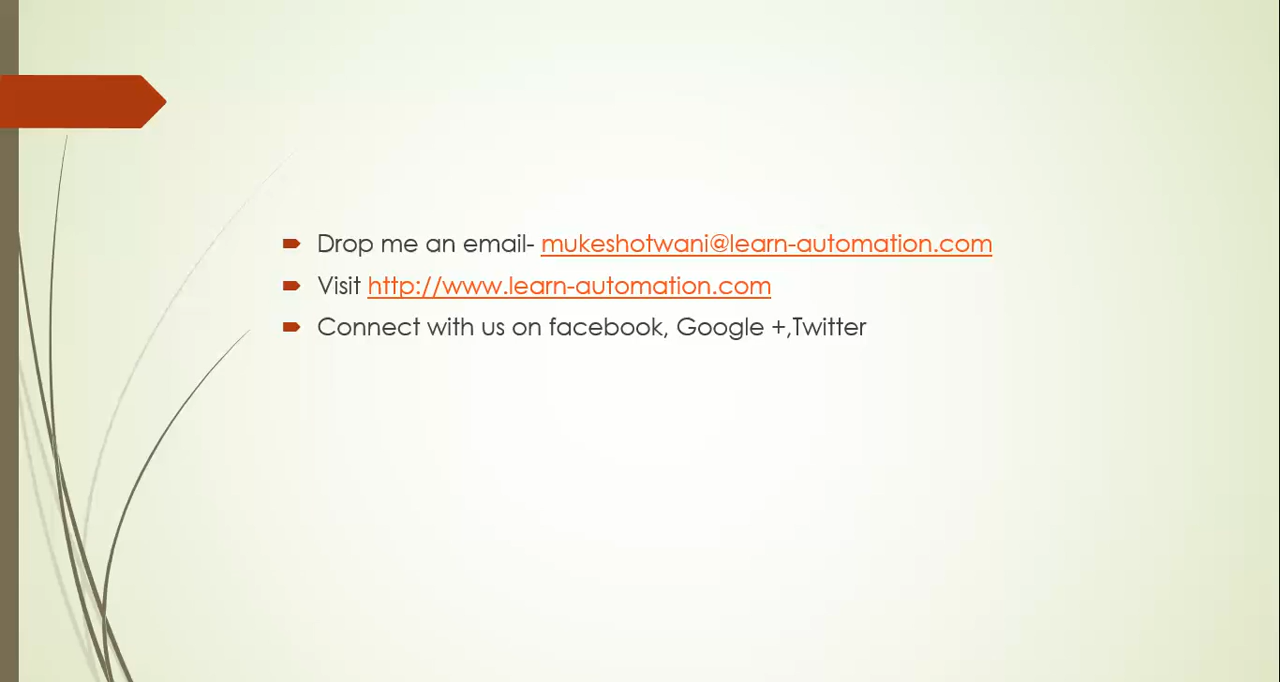 Drop me an email- mukeshotwani@learn-automation.com
Visit http://www.learn-automation.com
Connect with us on facebook, Google +,Twitter